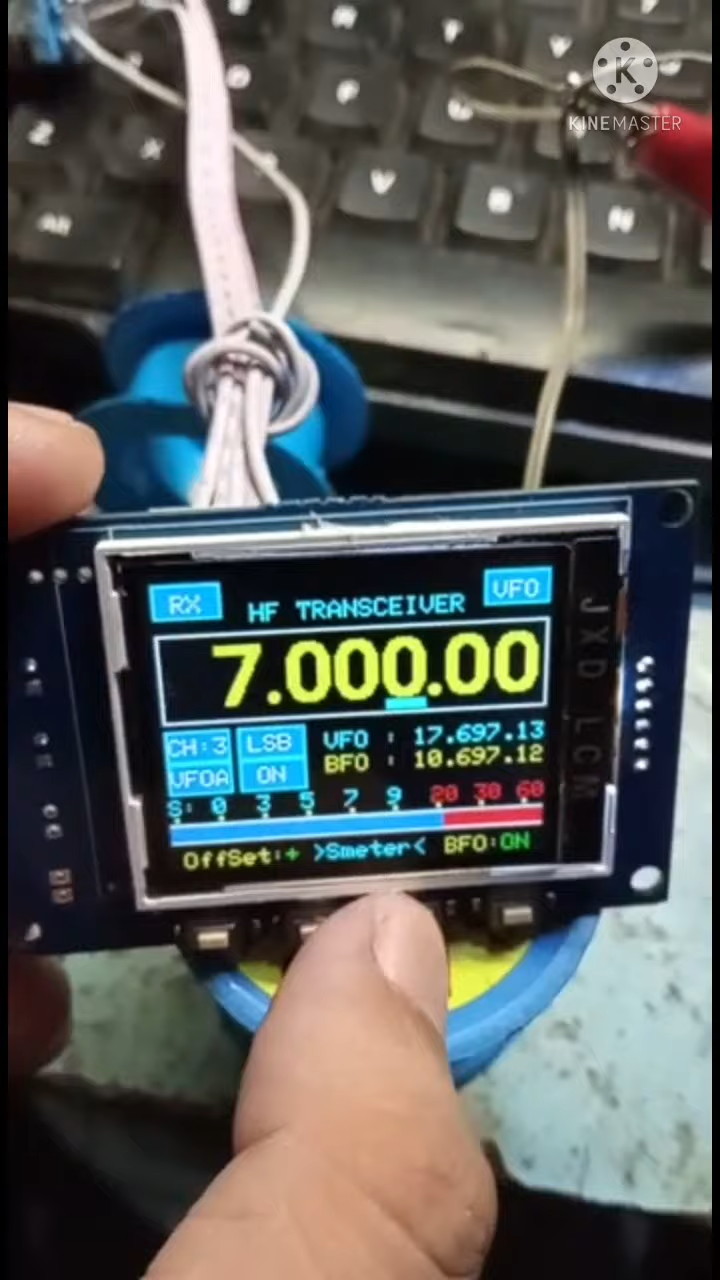 K
KINEMASTER
Z
X
V
B
N
Alt
RX
HF TRANSCEIVER
VFO
7.000.00
CH:3
LSB
VFO : 17.697.13
VFOA
ON
BFO : 10.697.12
S: 0 3 5 7 9 20 30 60
OffSet:+ >Smeter< BFO:ON
JXD LCM